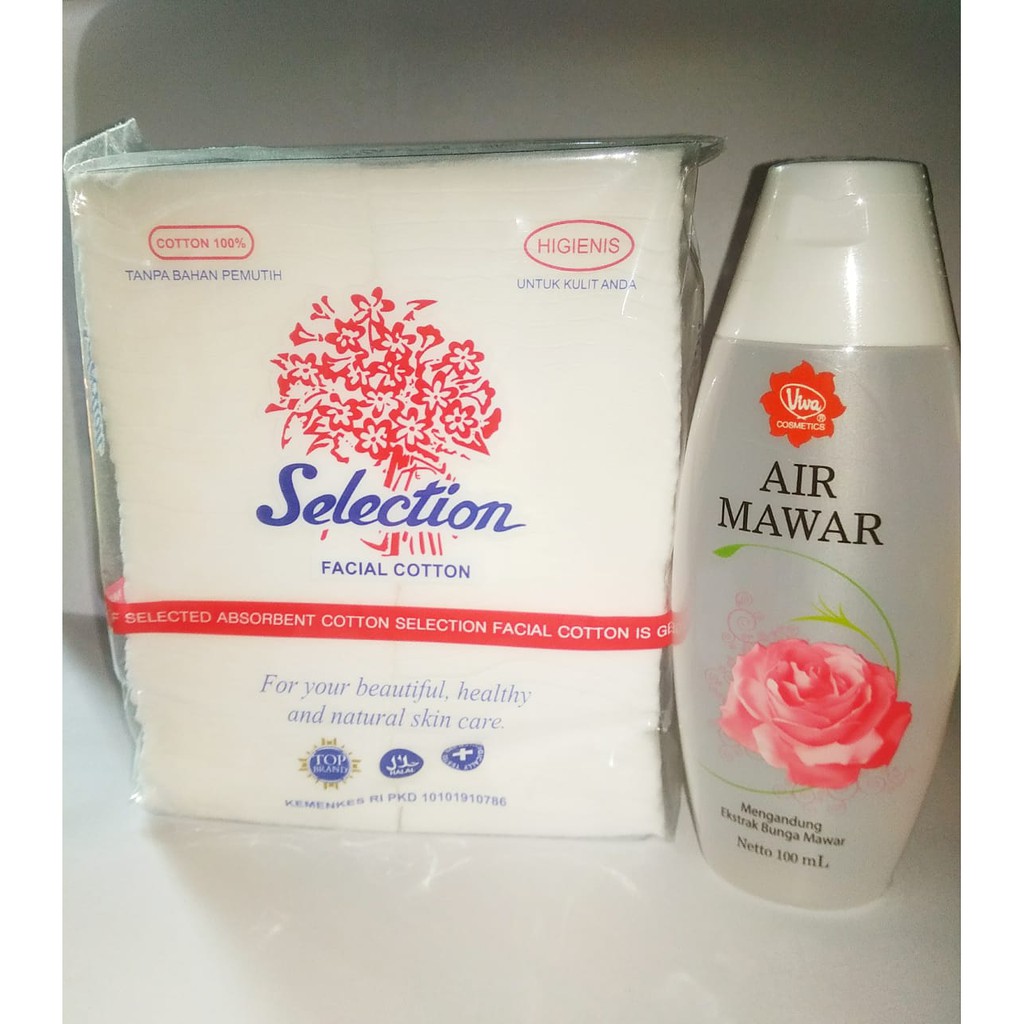 COTTON 100%
TANPA BAHAN PEMUTIH
HIGIENIS
UNTUK KULIT ANDA
Selection
FACIAL COTTON
SELECTED ABSORBENT COTTON SELECTION FACIAL COTTON IS
For your beautiful, healthy
and natural skin care.
TOP
BRAND
HALAL
KEMENKES RI PKD 10101910786
Viva®
COSMETICS
AIR
MAWAR
Mengandung
Ekstrak Bunga Mawar
Netto 100 mL